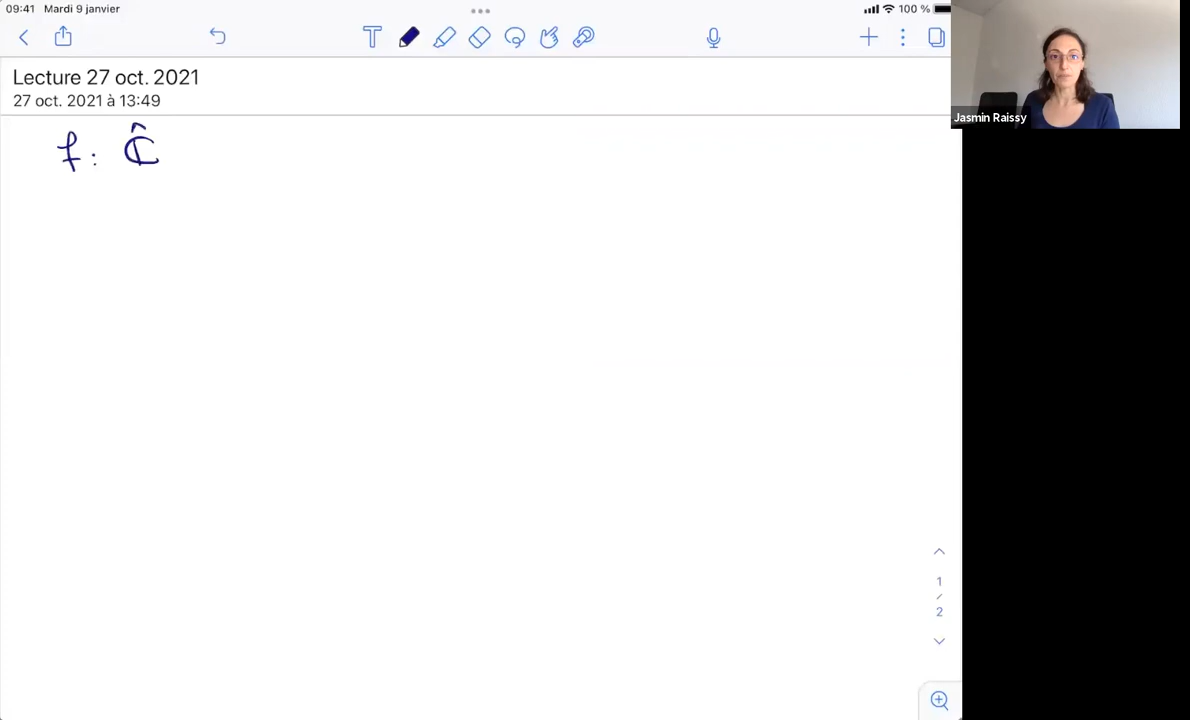 09:41 Mardi 9 janvier
100 %
T
Lecture 27 oct. 2021
27 oct. 2021 à 13:49
Jasmin Raissy
f: Ĉ
1
/
2